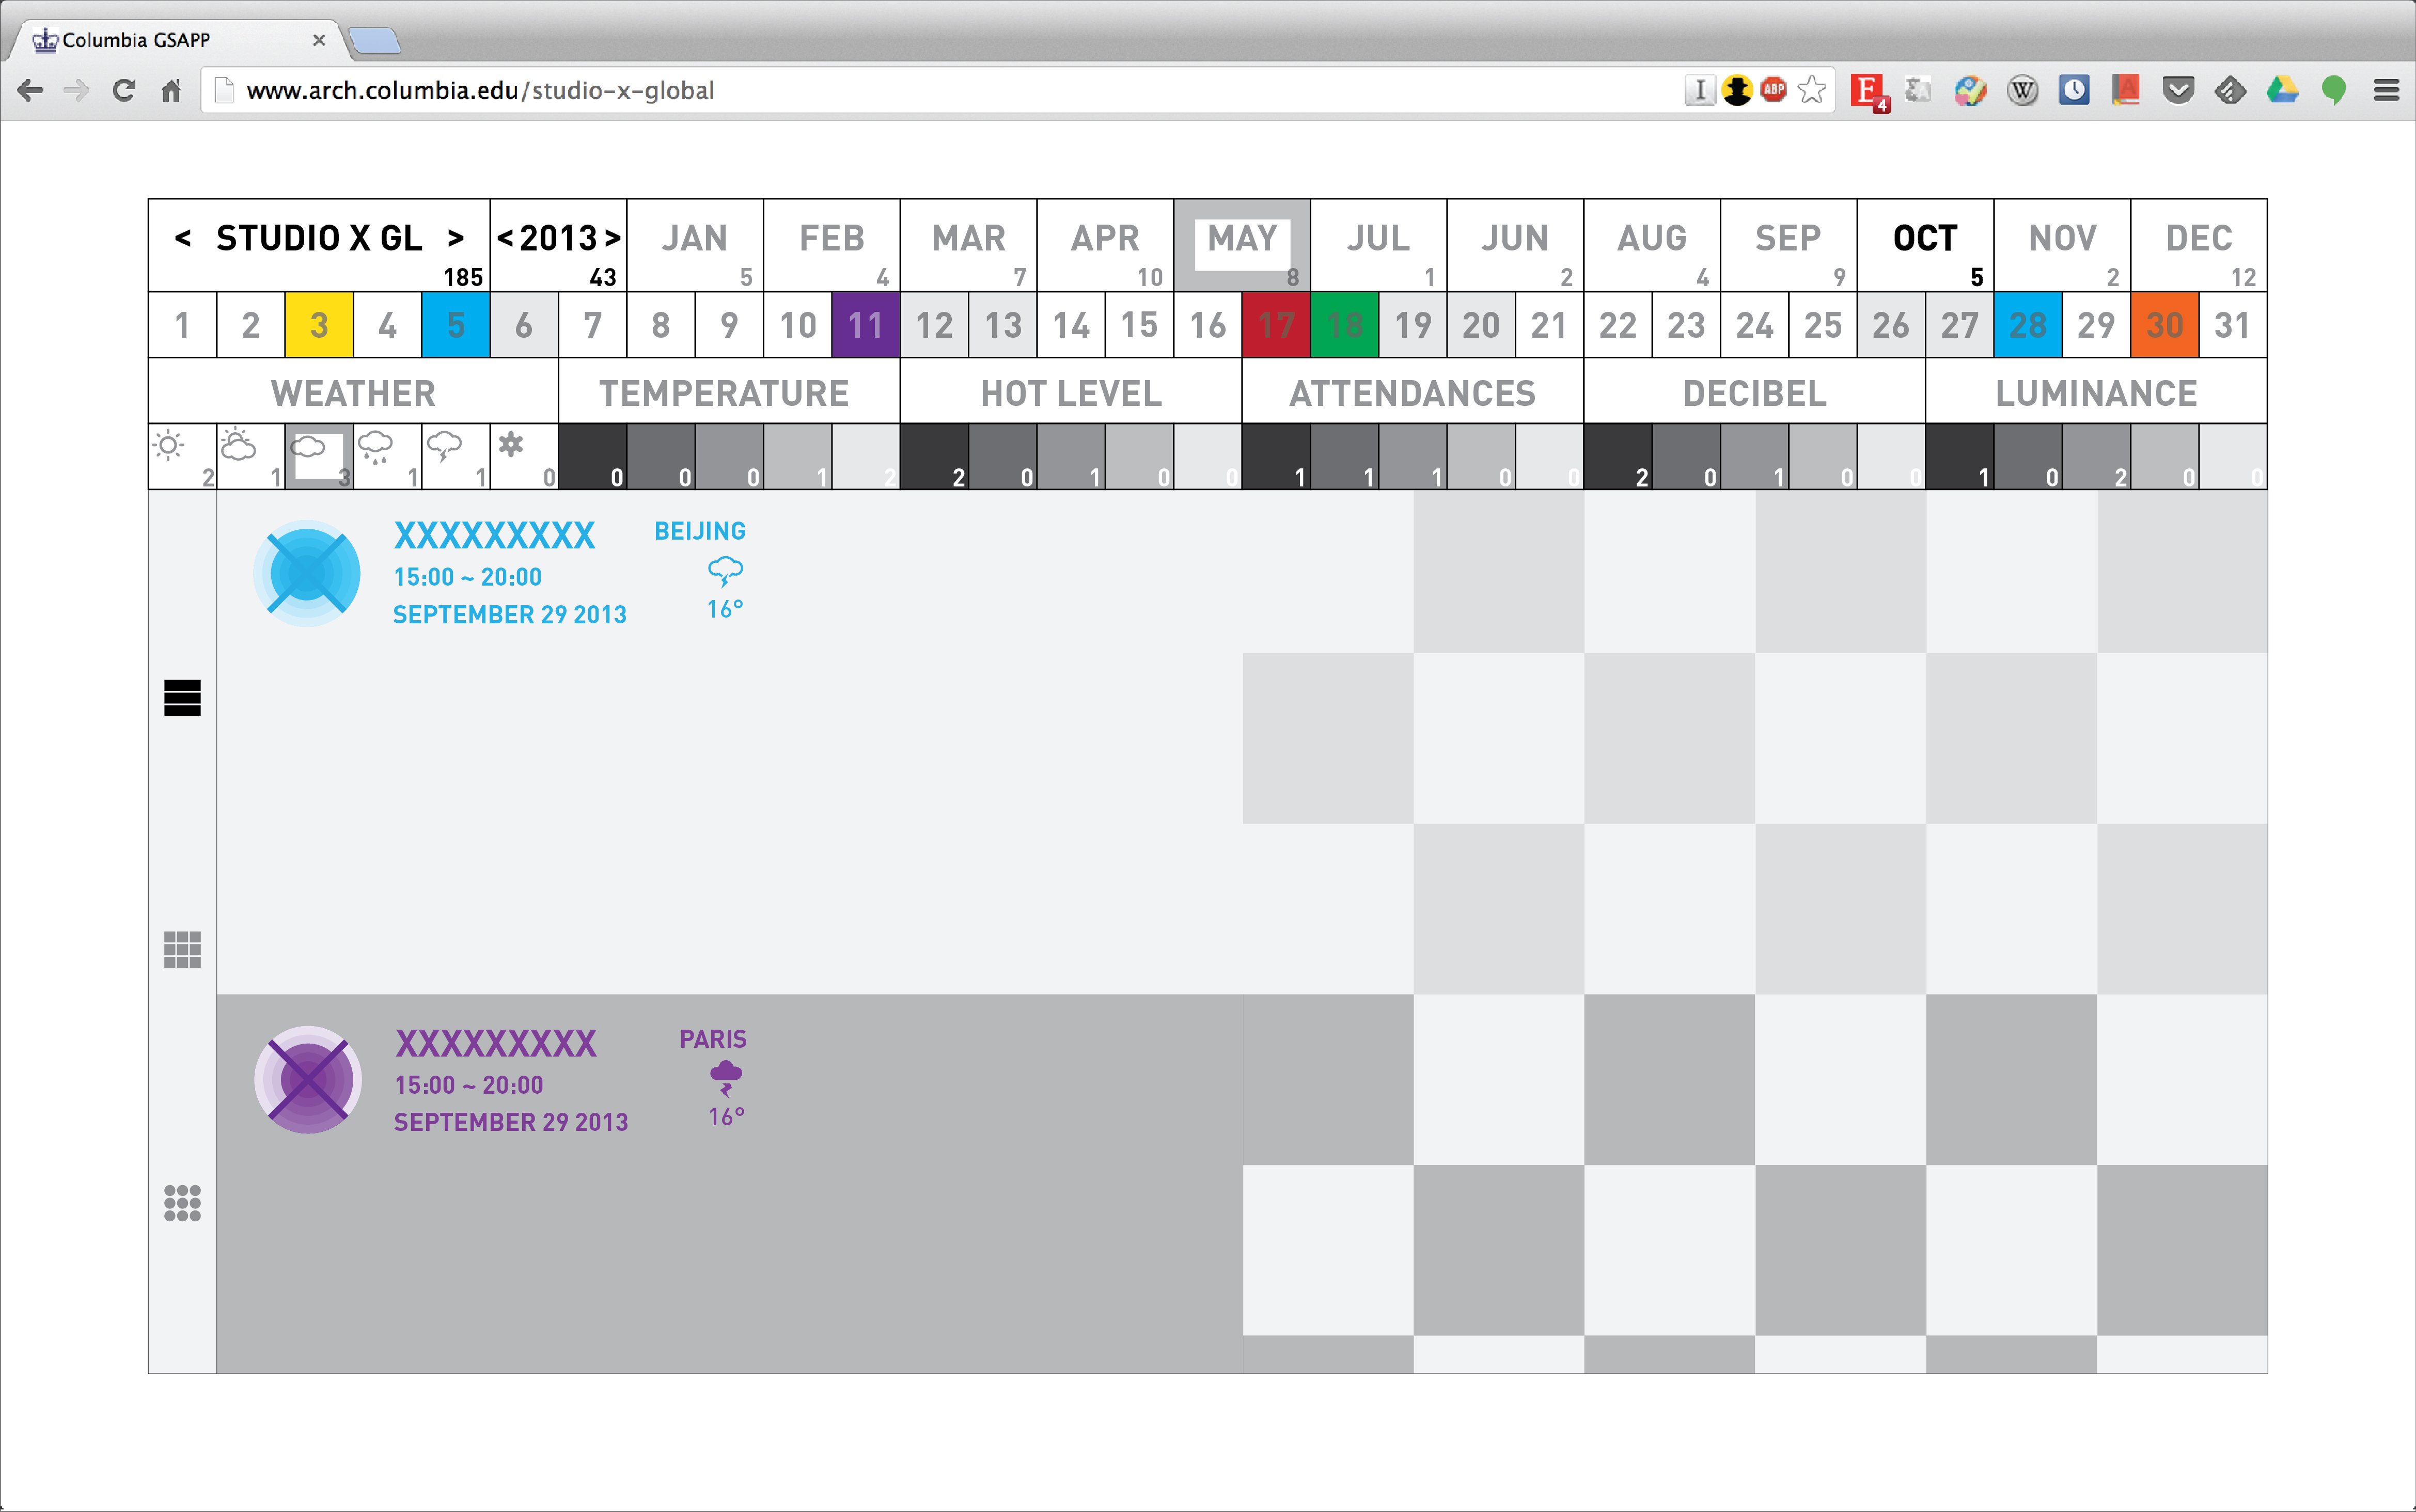 Columbia GSAPP
www.arch.columbia.edu/studio-x-global
I
ABP
E
4
W
A
< STUDIO X GL > <2013> JAN FEB MAR APR MAY JUL JUN AUG SEP OCT NOV DEC
185 43 5 4 7 10 8 1 2 4 9 5 2 12
1 2 3 4 5 6 7 8 9 10 11 12 13 14 15 16 17 18 19 20 21 22 23 24 25 26 27 28 29 30 31
WEATHER TEMPERATURE HOT LEVEL ATTENDANCES DECIBEL LUMINANCE
2 1 3 1 1 0 0 0 0 1 2 2 0 1 0 0 1 1 1 0 0 2 0 1 0 0 1 0 2 0 0
XXXXXXXXX BEIJING
15:00 ~ 20:00
SEPTEMBER 29 2013 16°
XXXXXXXXX PARIS
15:00 ~ 20:00
SEPTEMBER 29 2013 16°